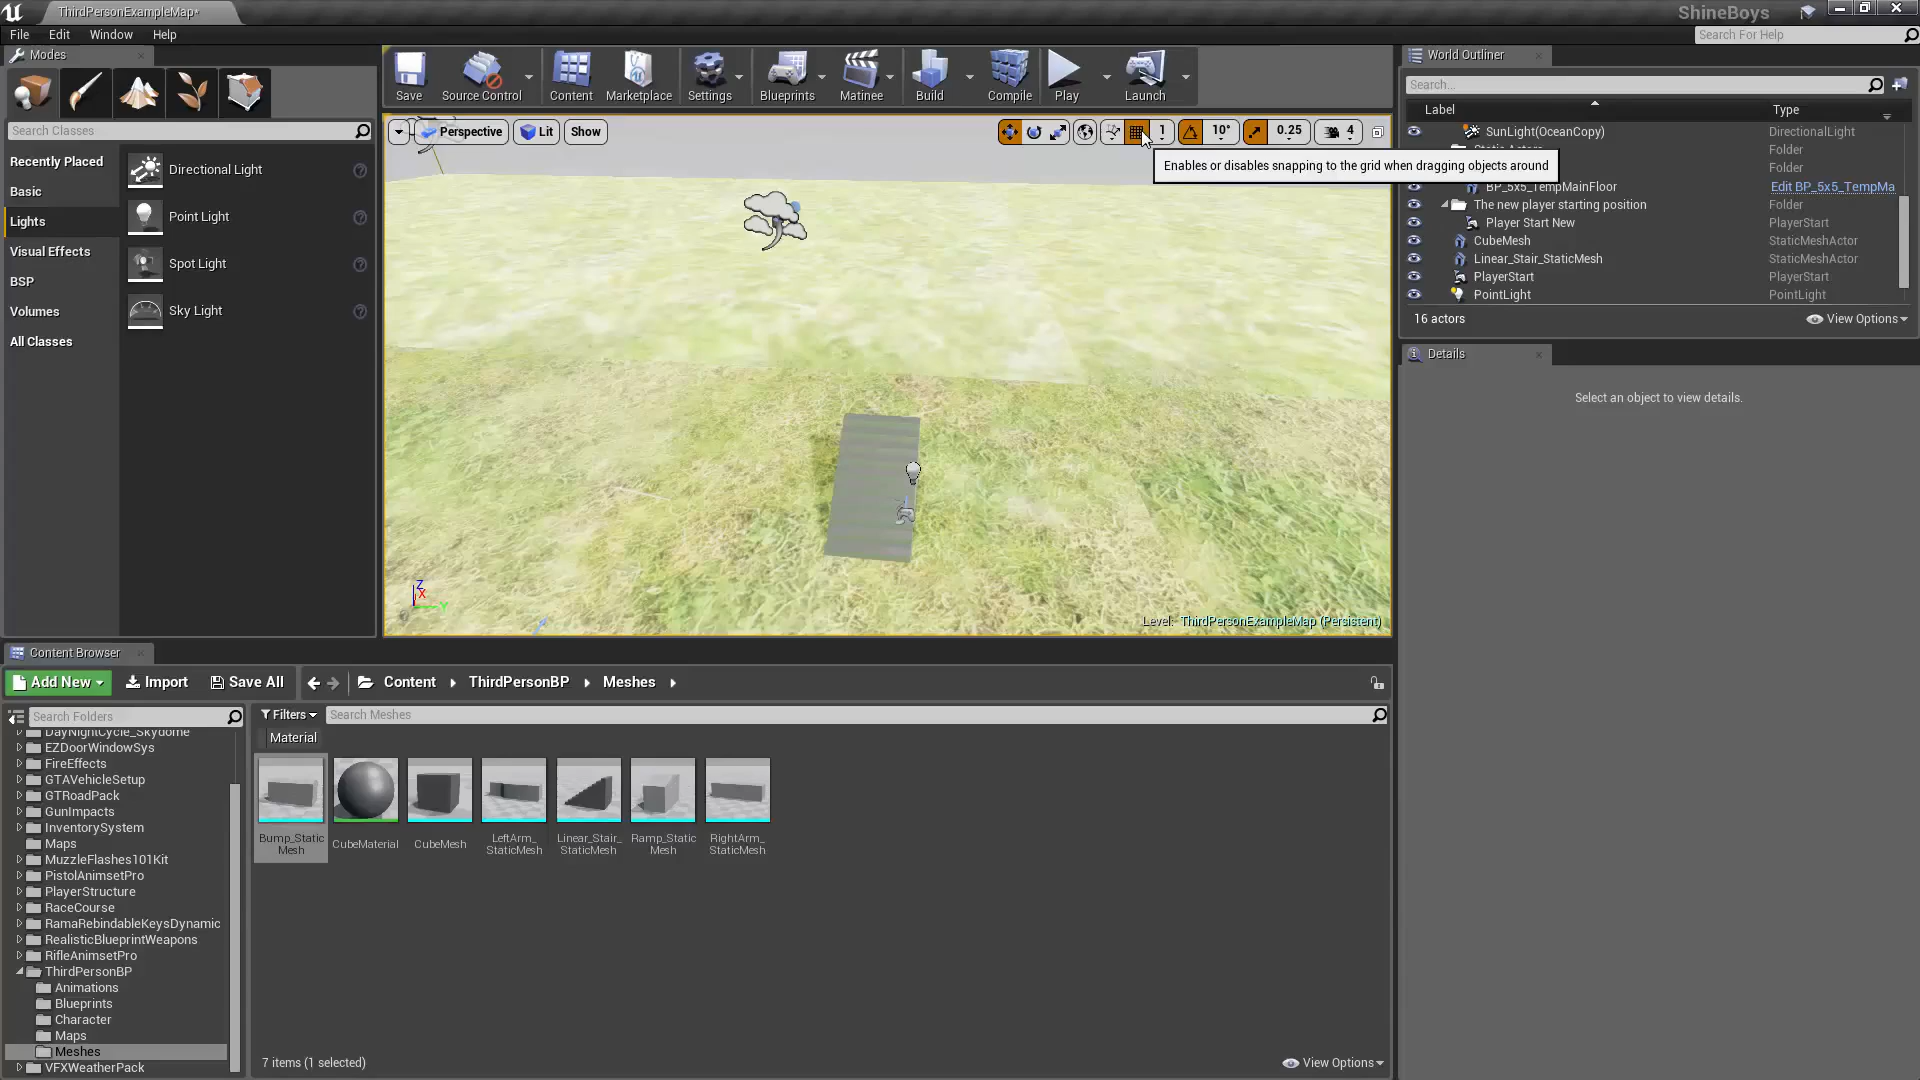 ThirdPersonExampleMap*
ShineBoys
File Edit Window Help
Search For Help
Modes
Search Classes
Recently Placed
Basic
Lights
Visual Effects
BSP
Volumes
All Classes
Directional Light
Point Light
Spot Light
Sky Light
Save Source Control Content Marketplace Settings Blueprints Matinee Build Compile Play Launch
Perspective Lit Show
1 10° 0.25 4
Enables or disables snapping to the grid when dragging objects around
Level: ThirdPersonExampleMap (Persistent)
Z
X
Y
World Outliner
Search...
Label Type
SunLight(OceanCopy) DirectionalLight
Static Actors Folder
Folder
BP_5x5_TempMainFloor Edit BP_5x5_TempMa
The new player starting position Folder
Player Start New PlayerStart
CubeMesh StaticMeshActor
Linear_Stair_StaticMesh StaticMeshActor
PlayerStart PlayerStart
PointLight PointLight
16 actors View Options
Details
Select an object to view details.
Content Browser
Add New Import Save All Content ThirdPersonBP Meshes
Search Folders
DayNightCycle_Skydome
EZDoorWindowSys
FireEffects
GTAVehicleSetup
GTRoadPack
GunImpacts
InventorySystem
Maps
MuzzleFlashes101Kit
PistolAnimsetPro
PlayerStructure
RaceCourse
RamaRebindableKeysDynamic
RealisticBlueprintWeapons
RifleAnimsetPro
ThirdPersonBP
Animations
Blueprints
Character
Maps
Meshes
VFXWeatherPack
Filters Search Meshes
Material
Bump_Static
Mesh
CubeMaterial
CubeMesh
LeftArm_
StaticMesh
Linear_Stair_
StaticMesh
Ramp_Static
Mesh
RightArm_
StaticMesh
7 items (1 selected) View Options